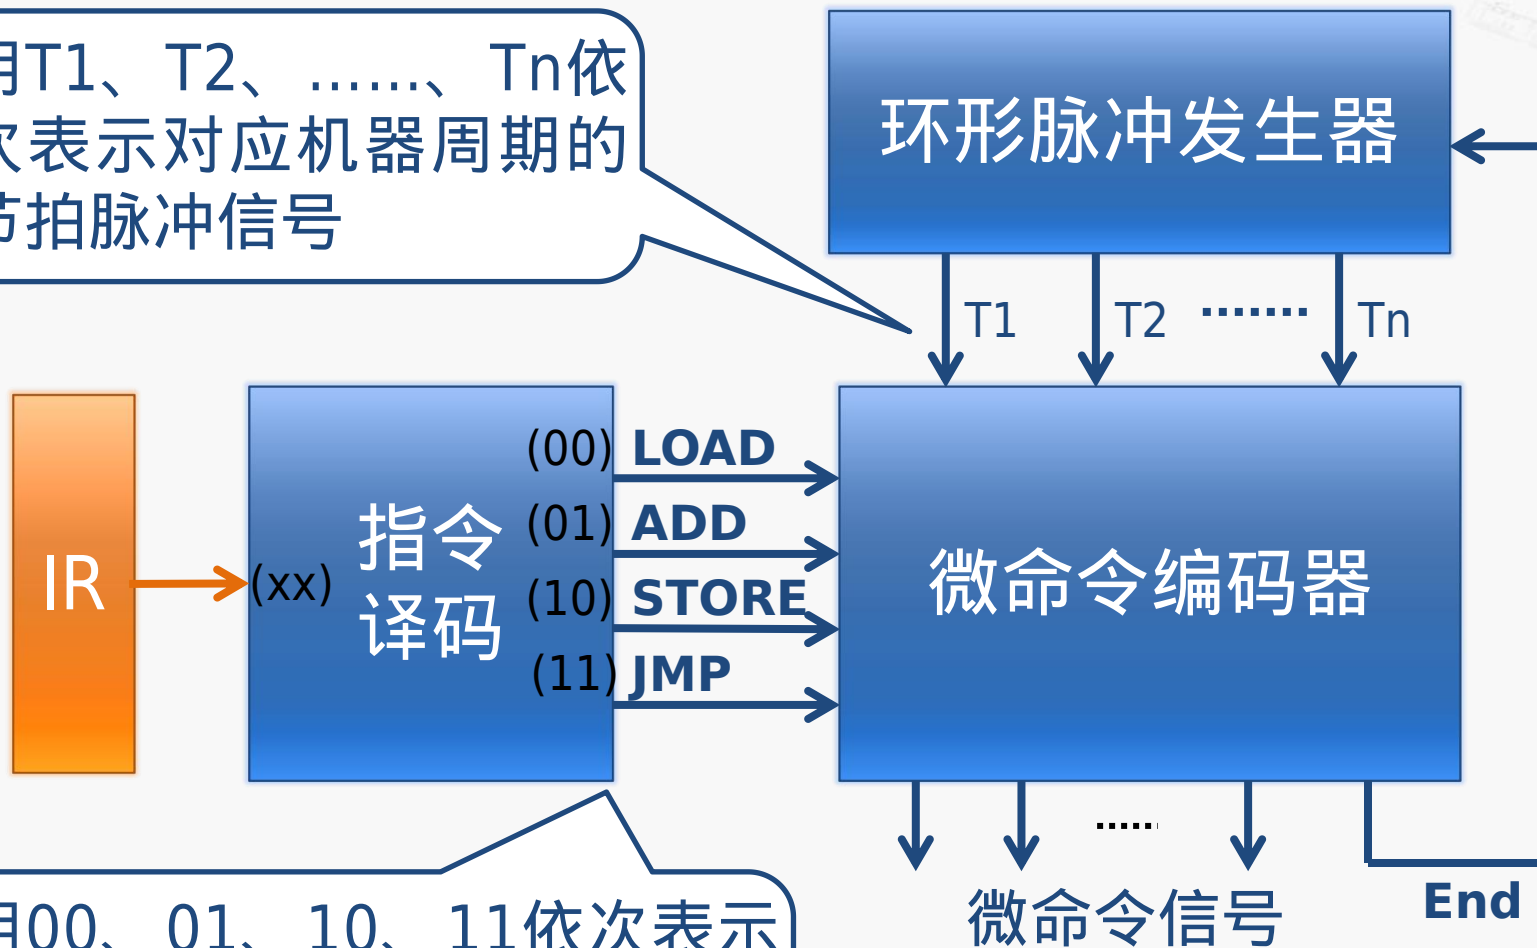 用T1、T2、……、Tn依
次表示对应机器周期的
节拍脉冲信号
环形脉冲发生器
T1 T2 ……. Tn
IR
(xx)
指令
译码
(00) LOAD
(01) ADD
(10) STORE
(11) JMP
微命令编码器
……
微命令信号
End
用00、01、10、11依次表示